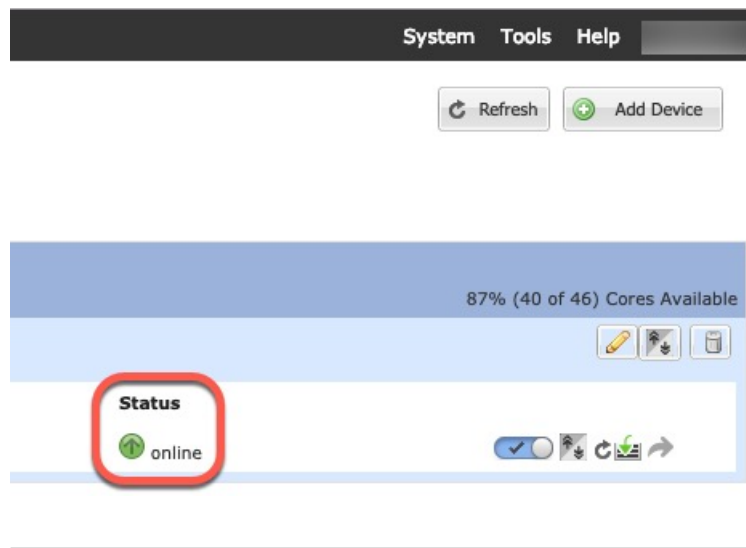 System Tools Help
Refresh Add Device
87% (40 of 46) Cores Available
Status
online